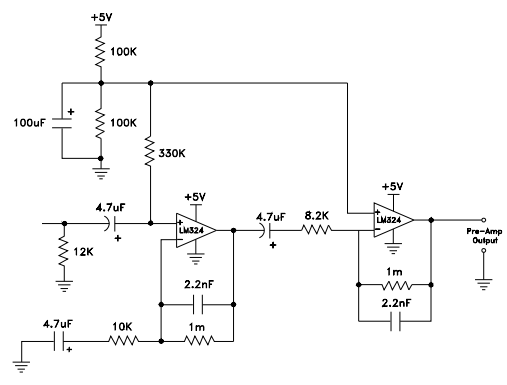 +5V
100K
+
100uF
100K
330K
4.7uF
+
12K
+5V
+
LM324
-
2.2nF
1m
4.7uF
+
10K
4.7uF
+
8.2K
+5V
+
LM324
-
1m
2.2nF
Pre-Amp
Output